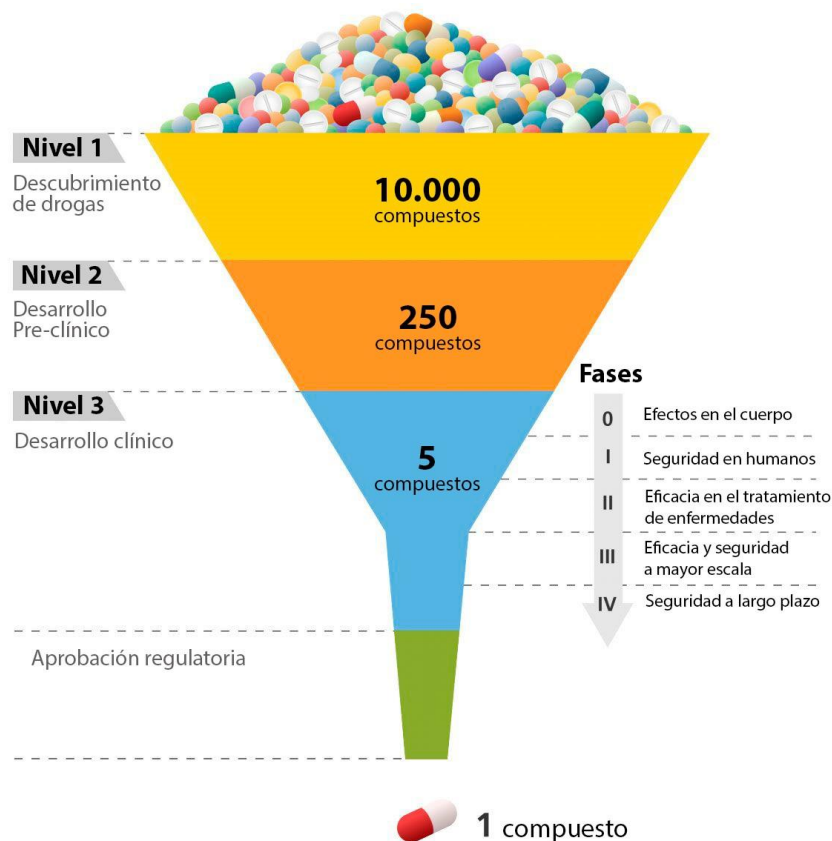 Nivel 1
Descubrimiento
de drogas
10.000
compuestos
Nivel 2
Desarrollo
Pre-clínico
250
compuestos
Nivel 3
Desarrollo clínico
5
compuestos
Fases
0 Efectos en el cuerpo
I Seguridad en humanos
II Eficacia en el tratamiento
de enfermedades
III Eficacia y seguridad
a mayor escala
IV Seguridad a largo plazo
Aprobación regulatoria
1 compuesto